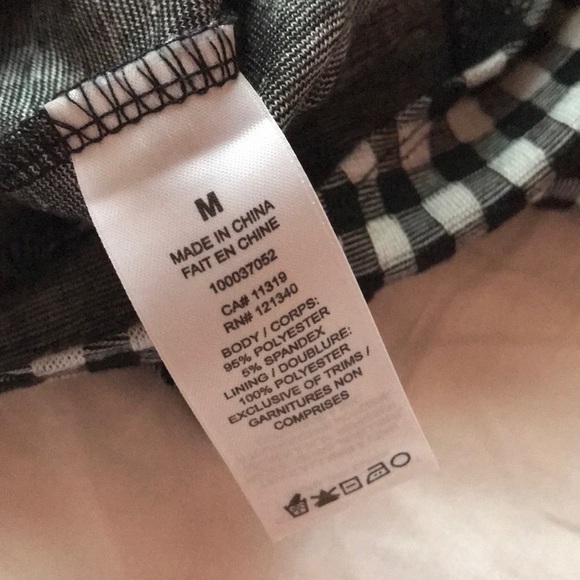 M
MADE IN CHINA
FAIT EN CHINE
100037052
CA# 11319
RN# 121340
BODY / CORPS:
95% POLYESTER
5% SPANDEX
LINING / DOUBLURE:
100% POLYESTER
EXCLUSIVE OF TRIMS /
GARNITURES NON
COMPRISES